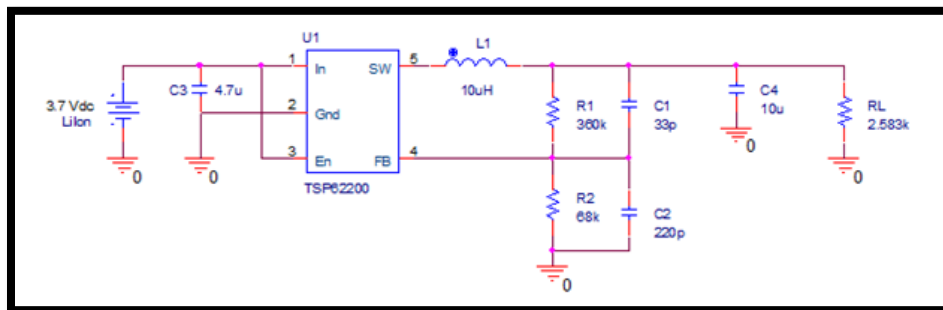 U1
1
In
SW
5
L1
10uH
C3
4.7u
2
Gnd
3.7 Vdc
LiIon
R1
360k
C1
33p
C4
10u
RL
2.583k
3
En
FB
4
TSP62200
R2
68k
C2
220p
0
0
0
0
0